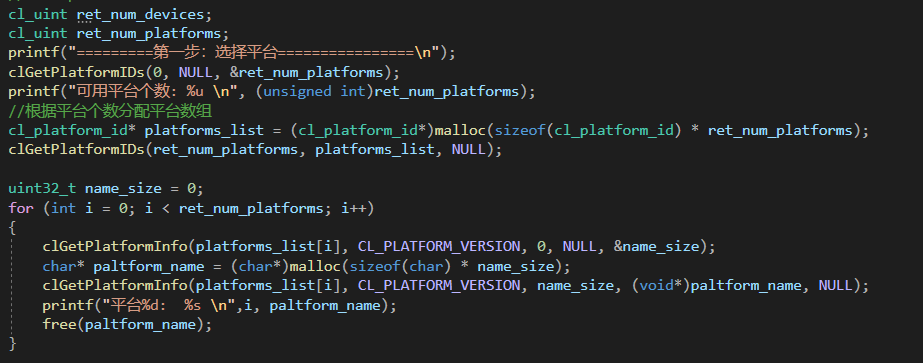 cl_uint ret_num_devices;
cl_uint ret_num_platforms;
printf("=========第一步：选择平台================\n");
clGetPlatformIDs(0, NULL, &ret_num_platforms);
printf("可用平台个数：%u \n", (unsigned int)ret_num_platforms);
//根据平台个数分配平台数组
cl_platform_id* platforms_list = (cl_platform_id*)malloc(sizeof(cl_platform_id) * ret_num_platforms);
clGetPlatformIDs(ret_num_platforms, platforms_list, NULL);
uint32_t name_size = 0;
for (int i = 0; i < ret_num_platforms; i++)
{
clGetPlatformInfo(platforms_list[i], CL_PLATFORM_VERSION, 0, NULL, &name_size);
char* paltform_name = (char*)malloc(sizeof(char) * name_size);
clGetPlatformInfo(platforms_list[i], CL_PLATFORM_VERSION, name_size, (void*)paltform_name, NULL);
printf("平台%d:  %s \n",i, paltform_name);
free(paltform_name);
}